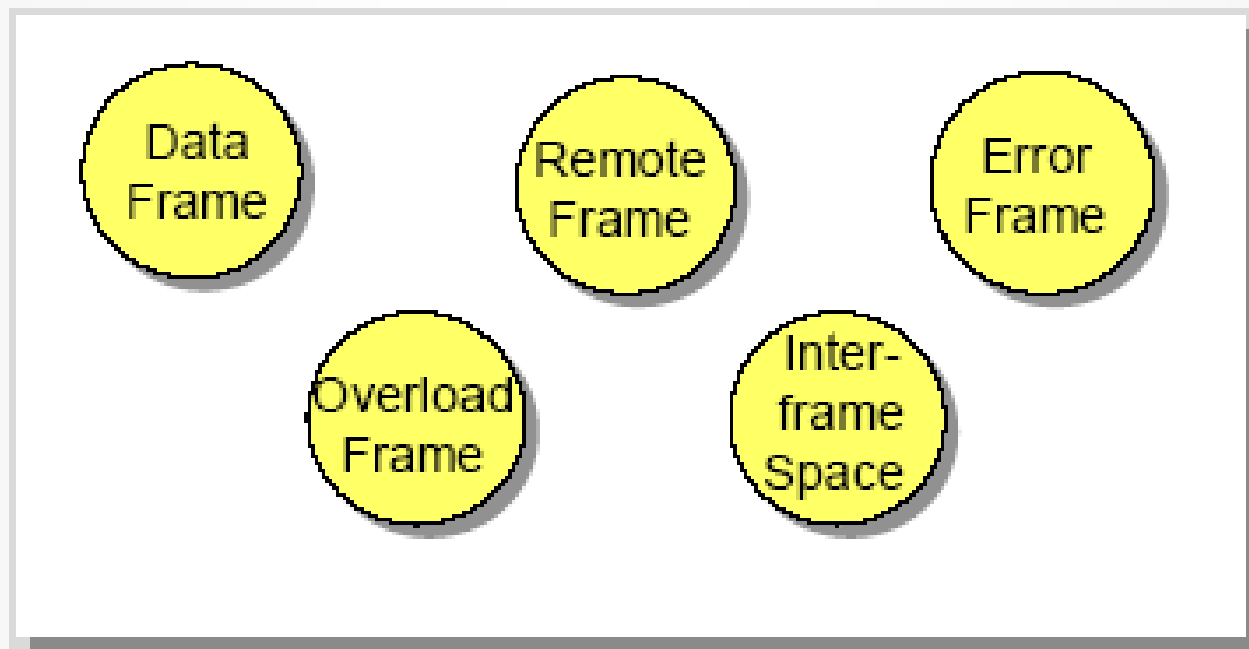 Data
Frame
Remote
Frame
Error
Frame
Overload
Frame
Inter-
frame
Space